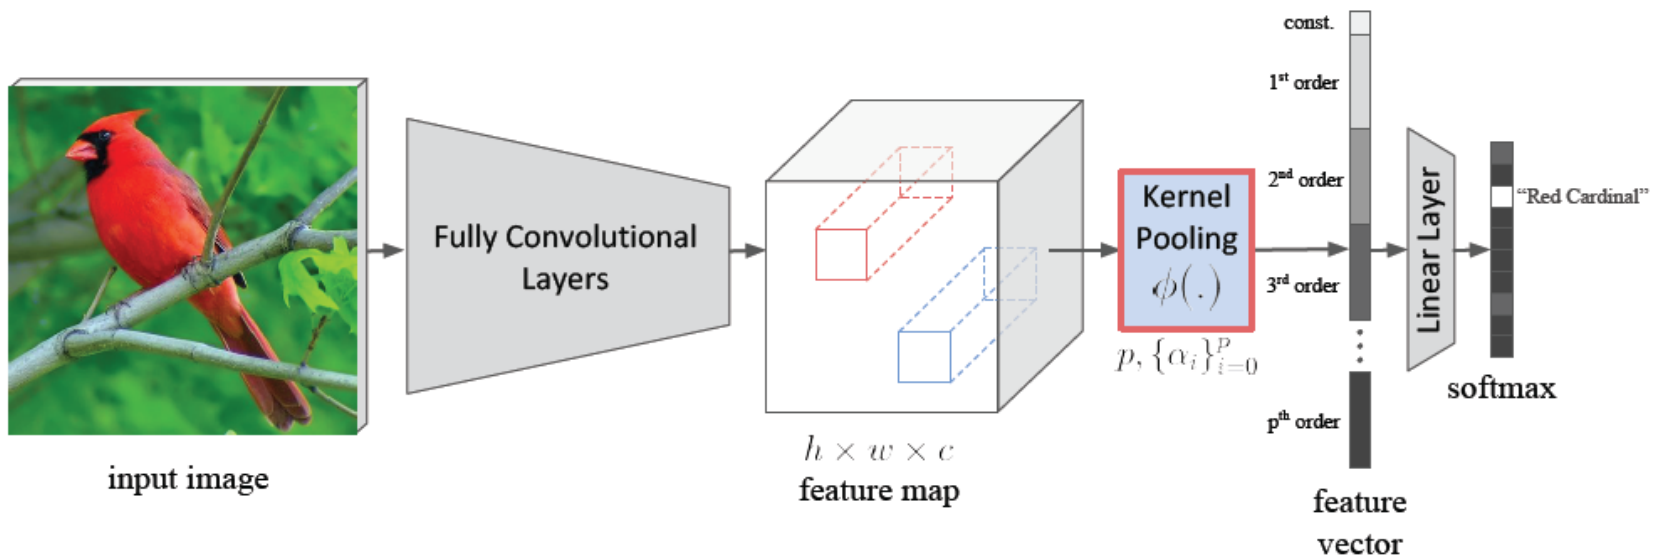 input image
Fully Convolutional
Layers
h × w × c
feature map
Kernel
Pooling
ϕ(.)
p, {α_i}_{i=0}^{p}
const.
1st order
2nd order
3rd order
pth order
feature
vector
Linear Layer
"Red Cardinal"
softmax